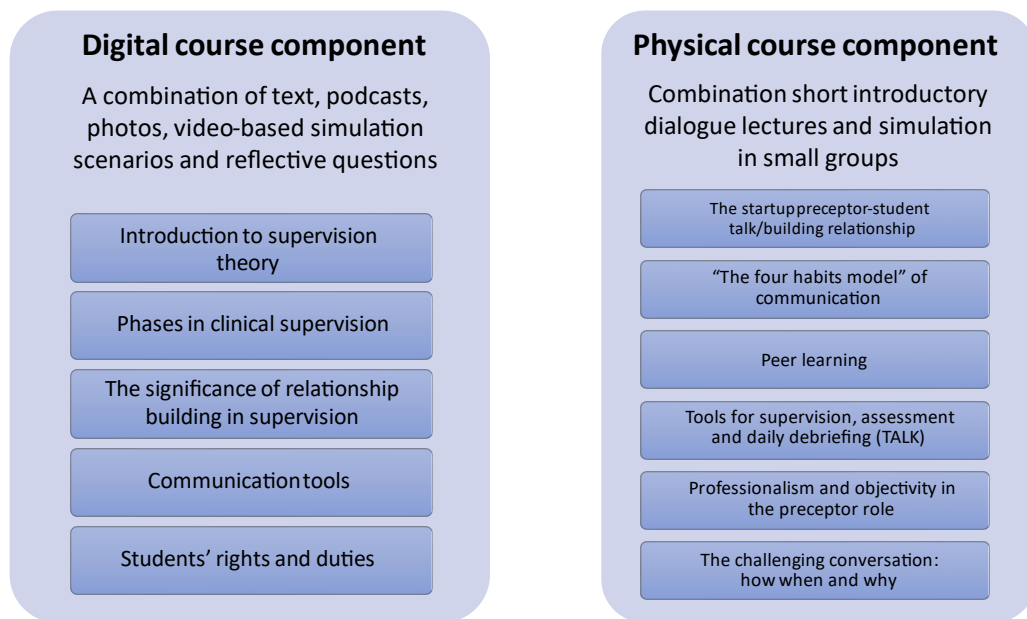 Digital course component
A combination of text, podcasts,
photos, video-based simulation
scenarios and reflective questions
Introduction to supervision
theory
Phases in clinical supervision
The significance of relationship
building in supervision
Communication tools
Students’ rights and duties
Physical course component
Combination short introductory
dialogue lectures and simulation
in small groups
The startup preceptor-student
talk/building relationship
“The four habits model” of
communication
Peer learning
Tools for supervision, assessment
and daily debriefing (TALK)
Professionalism and objectivity in
the preceptor role
The challenging conversation:
how when and why